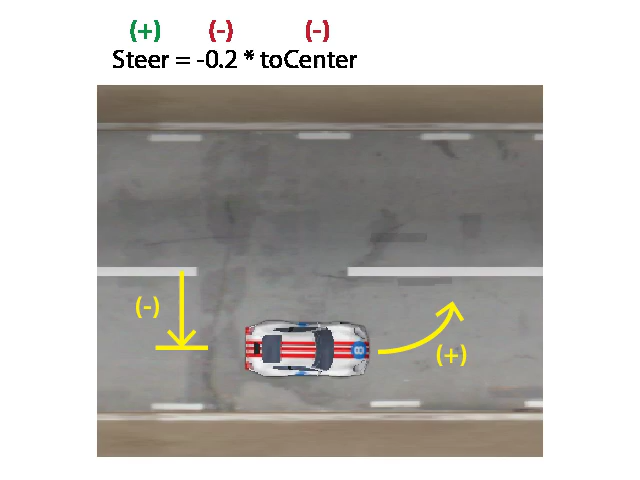 (+) (-) (-)
Steer = -0.2 * toCenter
(-)
(+)
8